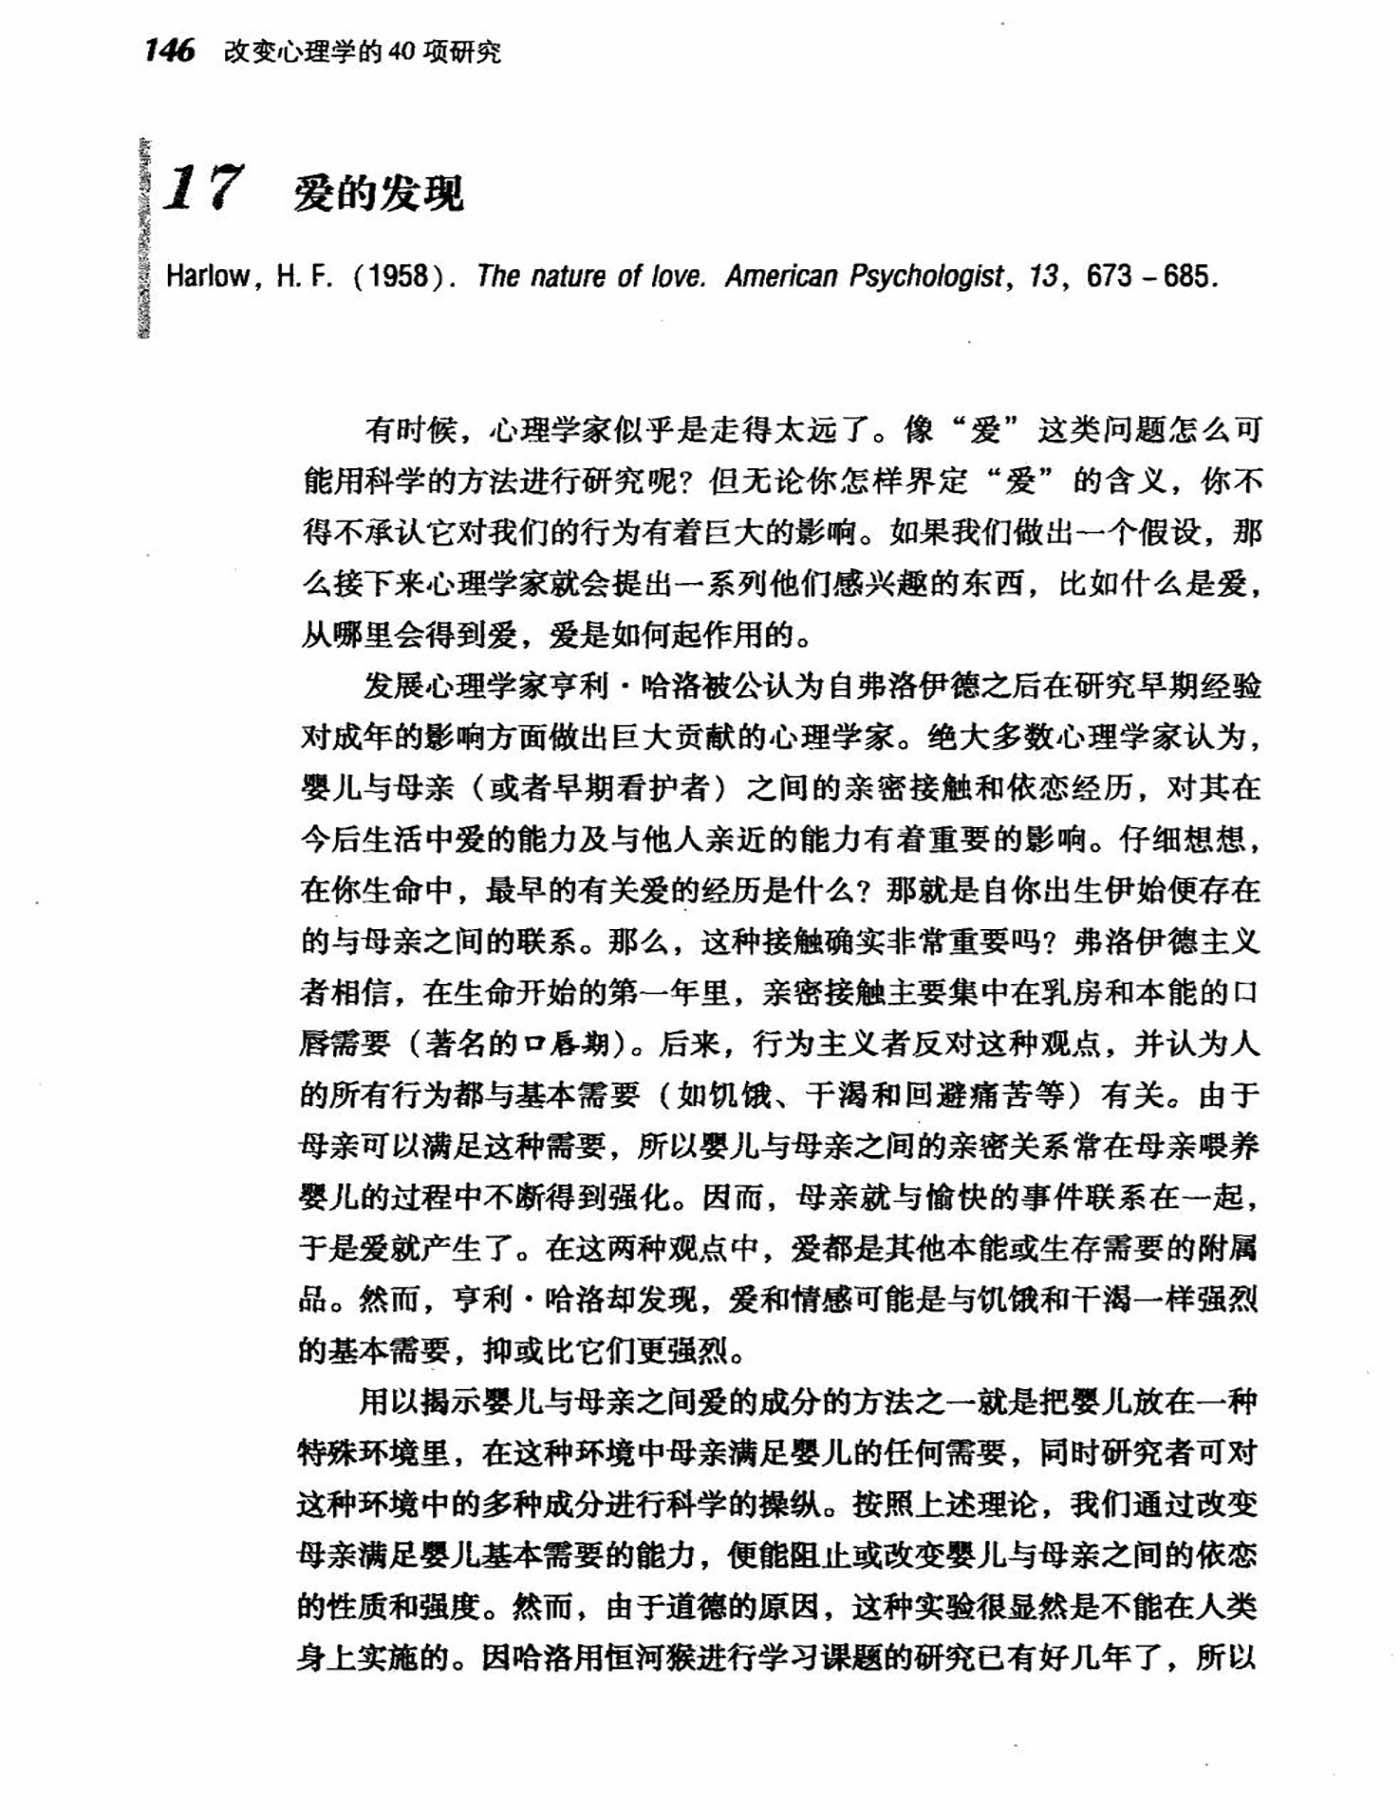 146 改变心理学的40项研究
17 爱的发现
Harlow, H. F. (1958). The nature of love. American Psychologist, 13, 673-685.
有时候，心理学家似乎是走得太远了。像“爱”这类问题怎么可
能用科学的方法进行研究呢？但无论你怎样界定“爱”的含义，你不
得不承认它对我们的行为有着巨大的影响。如果我们做出一个假设，那
么接下来心理学家就会提出一系列他们感兴趣的东西，比如什么是爱，
从哪里会得到爱，爱是如何起作用的。
发展心理学家亨利·哈洛被公认为自弗洛伊德之后在研究早期经验
对成年的影响方面做出巨大贡献的心理学家。绝大多数心理学家认为，
婴儿与母亲（或者早期看护者）之间的亲密接触和依恋经历，对其在
今后生活中爱的能力及与他人亲近的能力有着重要的影响。仔细想想，
在你生命中，最早的有关爱的经历是什么？那就是自你出生伊始便存在
的与母亲之间的联系。那么，这种接触确实非常重要吗？弗洛伊德主义
者相信，在生命开始的第一年里，亲密接触主要集中在乳房和本能的口
唇需要（著名的口唇期）。后来，行为主义者反对这种观点，并认为人
的所有行为都与基本需要（如饥饿、干渴和回避痛苦等）有关。由于
母亲可以满足这种需要，所以婴儿与母亲之间的亲密关系常在母亲喂养
婴儿的过程中不断得到强化。因而，母亲就与愉快的事件联系在一起，
于是爱就产生了。在这两种观点中，爱都是其他本能或生存需要的附属
品。然而，亨利·哈洛却发现，爱和情感可能是与饥饿和干渴一样强烈
的基本需要，抑或比它们更强烈。
用以揭示婴儿与母亲之间爱的成分的方法之一就是把婴儿放在一种
特殊环境里，在这种环境中母亲满足婴儿的任何需要，同时研究者可对
这种环境中的多种成分进行科学的操纵。按照上述理论，我们通过改变
母亲满足婴儿基本需要的能力，便能阻止或改变婴儿与母亲之间的依恋
的性质和强度。然而，由于道德的原因，这种实验很显然是不能在人类
身上实施的。因哈洛用恒河猴进行学习课题的研究已有好几年了，所以